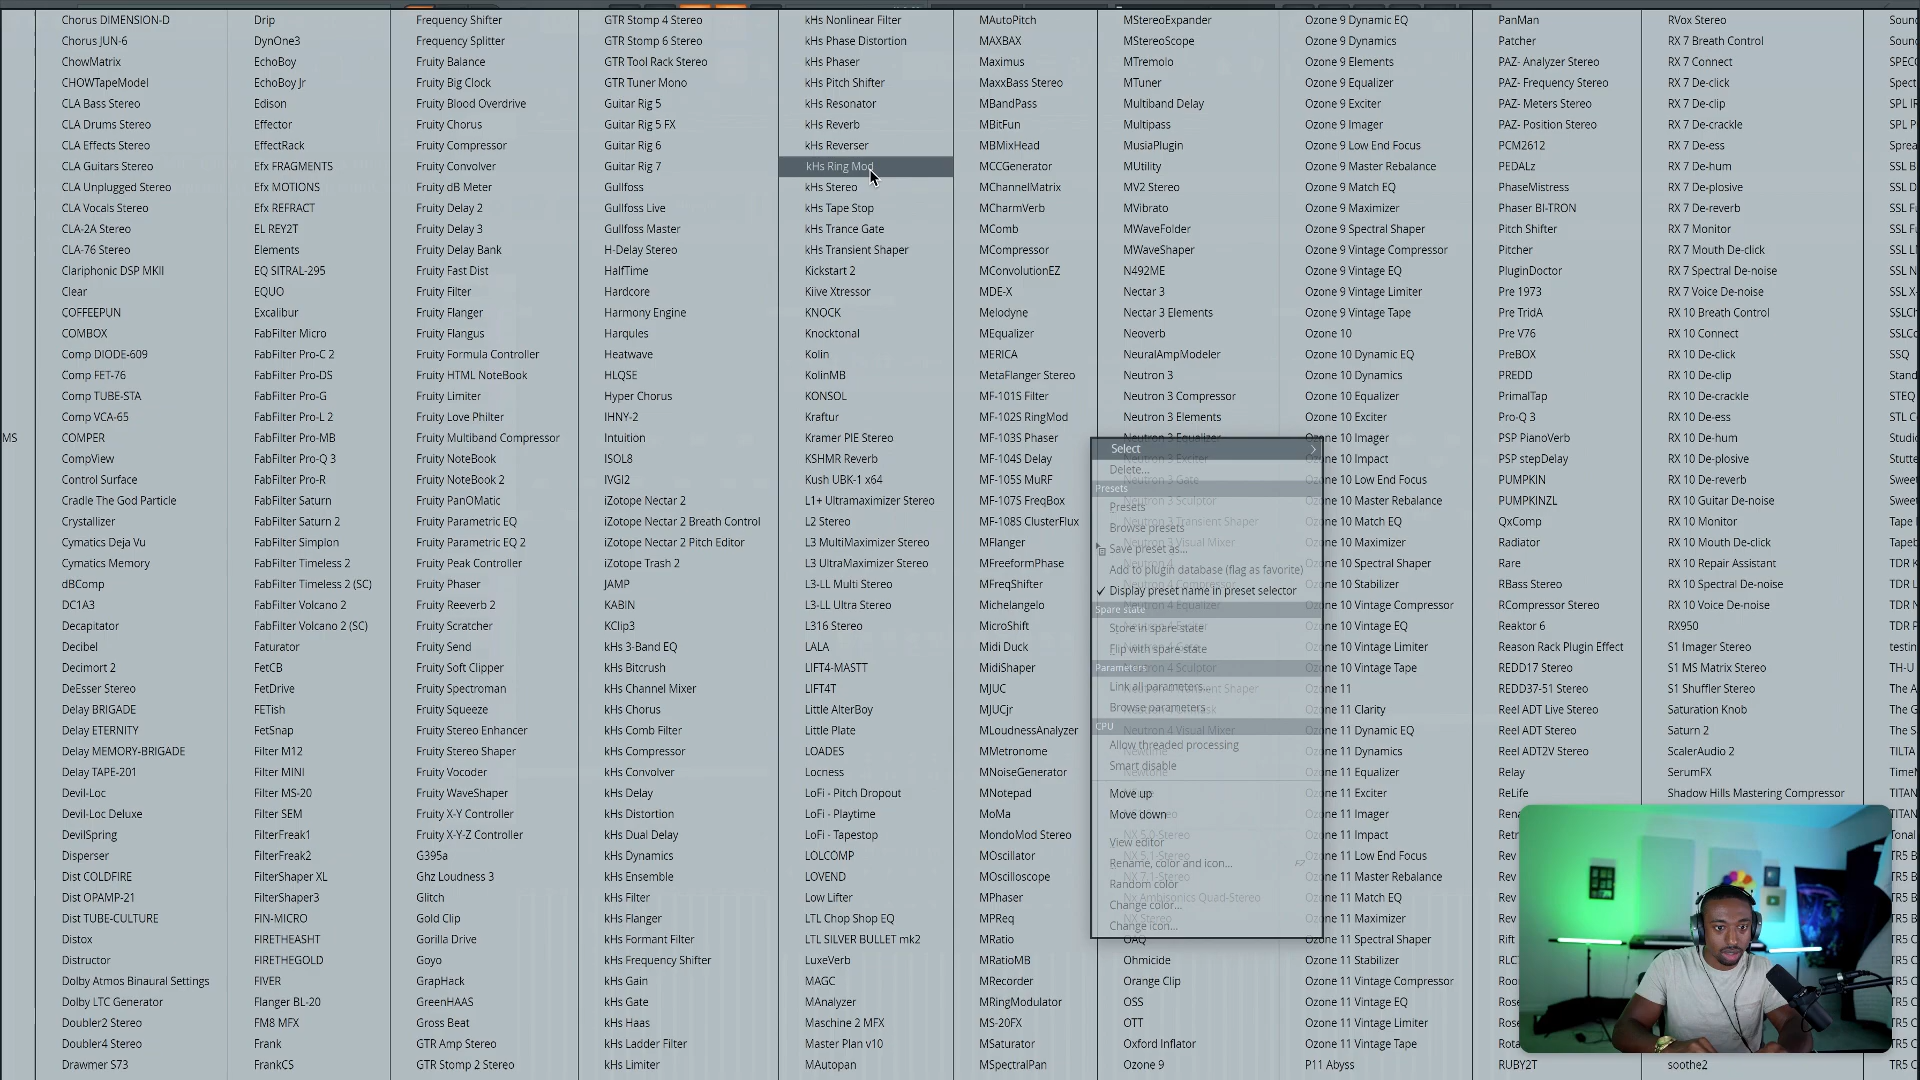 MS
Chorus DIMENSION-D
Chorus JUN-6
ChowMatrix
CHOWTapeModel
CLA Bass Stereo
CLA Drums Stereo
CLA Effects Stereo
CLA Guitars Stereo
CLA Unplugged Stereo
CLA Vocals Stereo
CLA-2A Stereo
CLA-76 Stereo
Clariphonic DSP MKII
Clear
COFFEEPUN
COMBOX
Comp DIODE-609
Comp FET-76
Comp TUBE-STA
Comp VCA-65
COMPER
CompView
Control Surface
Cradle The God Particle
Crystallizer
Cymatics Deja Vu
Cymatics Memory
dBComp
DC1A3
Decapitator
Decibel
Decimort 2
DeEsser Stereo
Delay BRIGADE
Delay ETERNITY
Delay MEMORY-BRIGADE
Delay TAPE-201
Devil-Loc
Devil-Loc Deluxe
DevilSpring
Disperser
Dist COLDFIRE
Dist OPAMP-21
Dist TUBE-CULTURE
Distox
Distructor
Dolby Atmos Binaural Settings
Dolby LTC Generator
Doubler2 Stereo
Doubler4 Stereo
Drawmer S73
Drip
DynOne3
EchoBoy
EchoBoy Jr
Edison
Effector
EffectRack
Efx FRAGMENTS
Efx MOTIONS
Efx REFRACT
EL REY2T
Elements
EQ SITRAL-295
EQUO
Excalibur
FabFilter Micro
FabFilter Pro-C 2
FabFilter Pro-DS
FabFilter Pro-G
FabFilter Pro-L 2
FabFilter Pro-MB
FabFilter Pro-Q 3
FabFilter Pro-R
FabFilter Saturn
FabFilter Saturn 2
FabFilter Simplon
FabFilter Timeless 2
FabFilter Timeless 2 (SC)
FabFilter Volcano 2
FabFilter Volcano 2 (SC)
Faturator
FetCB
FetDrive
FETish
FetSnap
Filter M12
Filter MINI
Filter MS-20
Filter SEM
FilterFreak1
FilterFreak2
FilterShaper XL
FilterShaper3
FIN-MICRO
FIRETHEASHT
FIRETHEGOLD
FIVER
Flanger BL-20
FM8 MFX
Frank
FrankCS
Frequency Shifter
Frequency Splitter
Fruity Balance
Fruity Big Clock
Fruity Blood Overdrive
Fruity Chorus
Fruity Compressor
Fruity Convolver
Fruity dB Meter
Fruity Delay 2
Fruity Delay 3
Fruity Delay Bank
Fruity Fast Dist
Fruity Filter
Fruity Flanger
Fruity Flangus
Fruity Formula Controller
Fruity HTML NoteBook
Fruity Limiter
Fruity Love Philter
Fruity Multiband Compressor
Fruity NoteBook
Fruity NoteBook 2
Fruity PanOMatic
Fruity Parametric EQ
Fruity Parametric EQ 2
Fruity Peak Controller
Fruity Phaser
Fruity Reeverb 2
Fruity Scratcher
Fruity Send
Fruity Soft Clipper
Fruity Spectroman
Fruity Squeeze
Fruity Stereo Enhancer
Fruity Stereo Shaper
Fruity Vocoder
Fruity WaveShaper
Fruity X-Y Controller
Fruity X-Y-Z Controller
G395a
Ghz Loudness 3
Glitch
Gold Clip
Gorilla Drive
Goyo
GrapHack
GreenHAAS
Gross Beat
GTR Amp Stereo
GTR Stomp 2 Stereo
GTR Stomp 4 Stereo
GTR Stomp 6 Stereo
GTR Tool Rack Stereo
GTR Tuner Mono
Guitar Rig 5
Guitar Rig 5 FX
Guitar Rig 6
Guitar Rig 7
Gullfoss
Gullfoss Live
Gullfoss Master
H-Delay Stereo
HalfTime
Hardcore
Harmony Engine
Harqules
Heatwave
HLQSE
Hyper Chorus
IHNY-2
Intuition
ISOL8
IVGI2
iZotope Nectar 2
iZotope Nectar 2 Breath Control
iZotope Nectar 2 Pitch Editor
iZotope Trash 2
JAMP
KABIN
KClip3
kHs 3-Band EQ
kHs Bitcrush
kHs Channel Mixer
kHs Chorus
kHs Comb Filter
kHs Compressor
kHs Convolver
kHs Delay
kHs Distortion
kHs Dual Delay
kHs Dynamics
kHs Ensemble
kHs Filter
kHs Flanger
kHs Formant Filter
kHs Frequency Shifter
kHs Gain
kHs Gate
kHs Haas
kHs Ladder Filter
kHs Limiter
kHs Nonlinear Filter
kHs Phase Distortion
kHs Phaser
kHs Pitch Shifter
kHs Resonator
kHs Reverb
kHs Reverser
kHs Ring Mod
kHs Stereo
kHs Tape Stop
kHs Trance Gate
kHs Transient Shaper
Kickstart 2
Kiive Xtressor
KNOCK
Knocktonal
Kolin
KolinMB
KONSOL
Kraftur
Kramer PIE Stereo
KSHMR Reverb
Kush UBK-1 x64
L1+ Ultramaximizer Stereo
L2 Stereo
L3 MultiMaximizer Stereo
L3 UltraMaximizer Stereo
L3-LL Multi Stereo
L3-LL Ultra Stereo
L316 Stereo
LALA
LIFT4-MASTT
LIFT4T
Little AlterBoy
Little Plate
LOADES
Locness
LoFi - Pitch Dropout
LoFi - Playtime
LoFi - Tapestop
LOLCOMP
LOVEND
Low Lifter
LTL Chop Shop EQ
LTL SILVER BULLET mk2
LuxeVerb
MAGC
MAnalyzer
Maschine 2 MFX
Master Plan v10
MAutopan
MAutoPitch
MAXBAX
Maximus
MaxxBass Stereo
MBandPass
MBitFun
MBMixHead
MCCGenerator
MChannelMatrix
MCharmVerb
MComb
MCompressor
MConvolutionEZ
MDE-X
Melodyne
MEqualizer
MERICA
MetaFlanger Stereo
MF-101S Filter
MF-102S RingMod
MF-103S Phaser
MF-104S Delay
MF-105S MuRF
MF-107S FreqBox
MF-108S ClusterFlux
MFlanger
MFreeformPhase
MFreqShifter
Michelangelo
MicroShift
Midi Duck
MidiShaper
MJUC
MJUCjr
MLoudnessAnalyzer
MMetronome
MNoiseGenerator
MNotepad
MoMa
MondoMod Stereo
MOscillator
MOscilloscope
MPhaser
MPReq
MRatio
MRatioMB
MRecorder
MRingModulator
MS-20FX
MSaturator
MSpectralPan
MStereoExpander
MStereoScope
MTremolo
MTuner
Multiband Delay
Multipass
MusiaPlugin
MUtility
MV2 Stereo
MVibrato
MWaveFolder
MWaveShaper
N492ME
Nectar 3
Nectar 3 Elements
Neoverb
NeuralAmpModeler
Neutron 3
Neutron 3 Compressor
Neutron 3 Elements
Neutron 3 Equalizer
Select
Delete...
Presets
Presets
Browse presets
Save preset as...
Add to plugin database (flag as favorite)
Display preset name in preset selector
Spare state
Store in spare state
Flip with spare state
Parameters
Link all parameters...
Browse parameters
CPU
Allow threaded processing
Smart disable
Move up
Move down
View editor
Rename, color and icon... F2
Random color
Change color...
Change icon...
OAQ
Ohmicide
Orange Clip
OSS
OTT
Oxford Inflator
Ozone 9
Ozone 9 Dynamic EQ
Ozone 9 Dynamics
Ozone 9 Elements
Ozone 9 Equalizer
Ozone 9 Exciter
Ozone 9 Imager
Ozone 9 Low End Focus
Ozone 9 Master Rebalance
Ozone 9 Match EQ
Ozone 9 Maximizer
Ozone 9 Spectral Shaper
Ozone 9 Vintage Compressor
Ozone 9 Vintage EQ
Ozone 9 Vintage Limiter
Ozone 9 Vintage Tape
Ozone 10
Ozone 10 Dynamic EQ
Ozone 10 Dynamics
Ozone 10 Equalizer
Ozone 10 Exciter
Ozone 10 Imager
Ozone 10 Impact
Ozone 10 Low End Focus
Ozone 10 Master Rebalance
Ozone 10 Match EQ
Ozone 10 Maximizer
Ozone 10 Spectral Shaper
Ozone 10 Stabilizer
Ozone 10 Vintage Compressor
Ozone 10 Vintage EQ
Ozone 10 Vintage Limiter
Ozone 10 Vintage Tape
Ozone 11
Ozone 11 Clarity
Ozone 11 Dynamic EQ
Ozone 11 Dynamics
Ozone 11 Equalizer
Ozone 11 Exciter
Ozone 11 Imager
Ozone 11 Impact
Ozone 11 Low End Focus
Ozone 11 Master Rebalance
Ozone 11 Match EQ
Ozone 11 Maximizer
Ozone 11 Spectral Shaper
Ozone 11 Stabilizer
Ozone 11 Vintage Compressor
Ozone 11 Vintage EQ
Ozone 11 Vintage Limiter
Ozone 11 Vintage Tape
P11 Abyss
PanMan
Patcher
PAZ- Analyzer Stereo
PAZ- Frequency Stereo
PAZ- Meters Stereo
PAZ- Position Stereo
PCM2612
PEDALz
PhaseMistress
Phaser BI-TRON
Pitch Shifter
Pitcher
PluginDoctor
Pre 1973
Pre TridA
Pre V76
PreBOX
PREDD
PrimalTap
Pro-Q 3
PSP PianoVerb
PSP stepDelay
PUMPKIN
PUMPKINZL
QxComp
Radiator
Rare
RBass Stereo
RCompressor Stereo
Reaktor 6
Reason Rack Plugin Effect
REDD17 Stereo
REDD37-51 Stereo
Reel ADT Live Stereo
Reel ADT Stereo
Reel ADT2V Stereo
Relay
ReLife
RUBY2T
RVox Stereo
RX 7 Breath Control
RX 7 Connect
RX 7 De-click
RX 7 De-clip
RX 7 De-crackle
RX 7 De-ess
RX 7 De-hum
RX 7 De-plosive
RX 7 De-reverb
RX 7 Monitor
RX 7 Mouth De-click
RX 7 Spectral De-noise
RX 7 Voice De-noise
RX 10 Breath Control
RX 10 Connect
RX 10 De-click
RX 10 De-clip
RX 10 De-crackle
RX 10 De-ess
RX 10 De-hum
RX 10 De-plosive
RX 10 De-reverb
RX 10 Guitar De-noise
RX 10 Monitor
RX 10 Mouth De-click
RX 10 Repair Assistant
RX 10 Spectral De-noise
RX 10 Voice De-noise
RX950
S1 Imager Stereo
S1 MS Matrix Stereo
S1 Shuffler Stereo
Saturation Knob
Saturn 2
ScalerAudio 2
SerumFX
Shadow Hills Mastering Compressor
soothe2